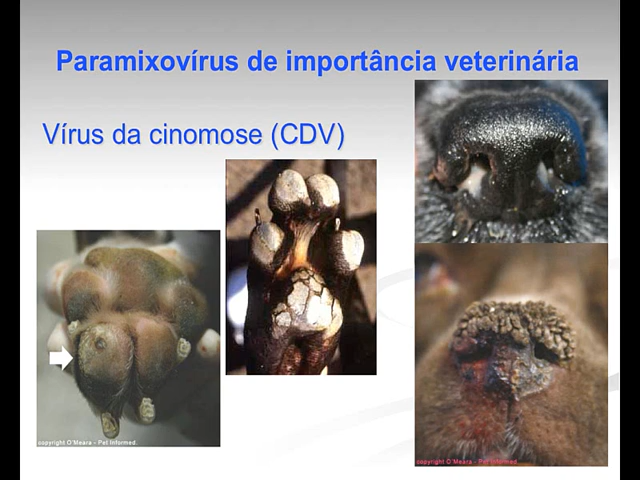 Paramixovírus de importância veterinária
Vírus da cinomose (CDV)
copyright O'Meara - Pet Informed.
copyright O'Meara - Pet Informed